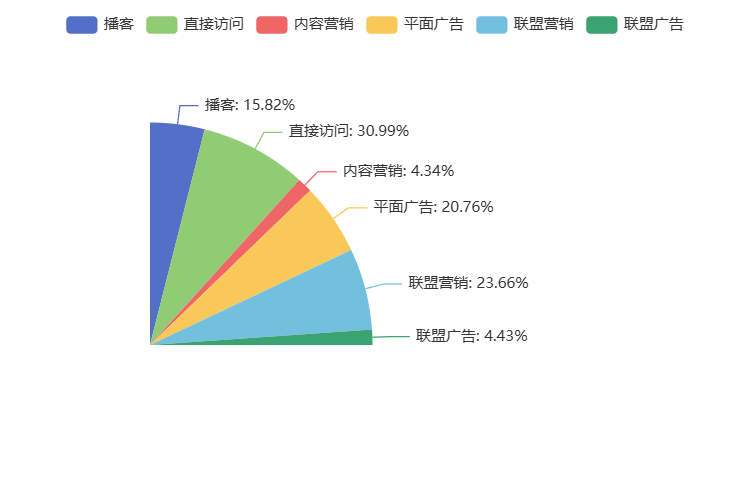 播客 直接访问 内容营销 平面广告 联盟营销 联盟广告
播客: 15.82%
直接访问: 30.99%
内容营销: 4.34%
平面广告: 20.76%
联盟营销: 23.66%
联盟广告: 4.43%